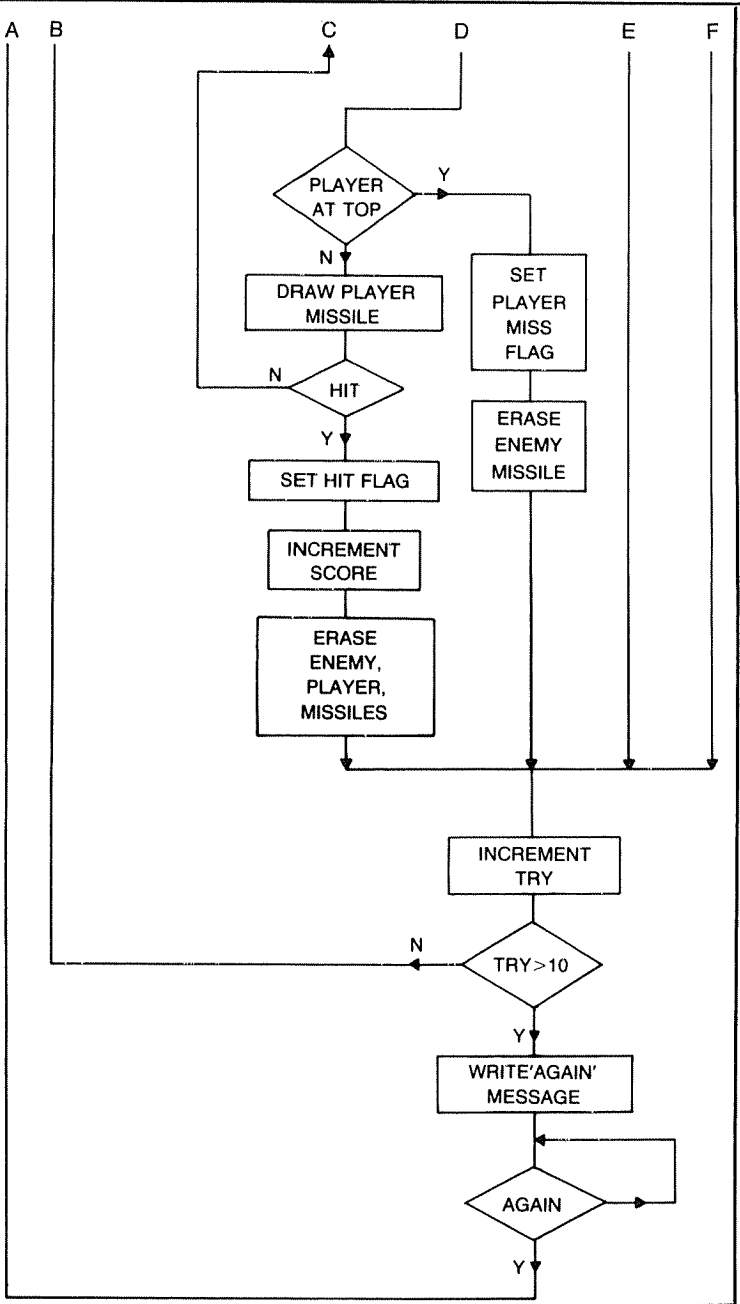 A B C D E F
PLAYER
AT TOP
Y
N
DRAW PLAYER
MISSILE
SET
PLAYER
MISS
FLAG
N
HIT
Y
ERASE
ENEMY
MISSILE
SET HIT FLAG
INCREMENT
SCORE
ERASE
ENEMY,
PLAYER,
MISSILES
INCREMENT
TRY
N
TRY>10
Y
WRITE'AGAIN'
MESSAGE
AGAIN
Y